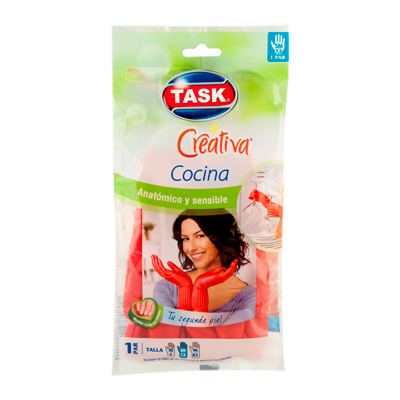 1 PAR
TASK®
Creativa
Cocina
Anatómico y sensible
Tu segunda piel
1 PAR
TALLA